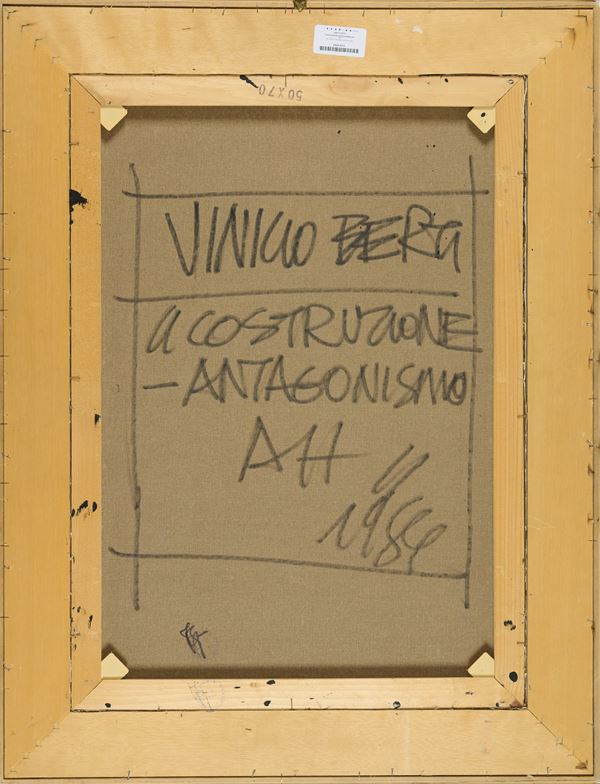 50X70
VINICIO BERTI
COSTRUZIONE
- ANTAGONISMO
AH
1984